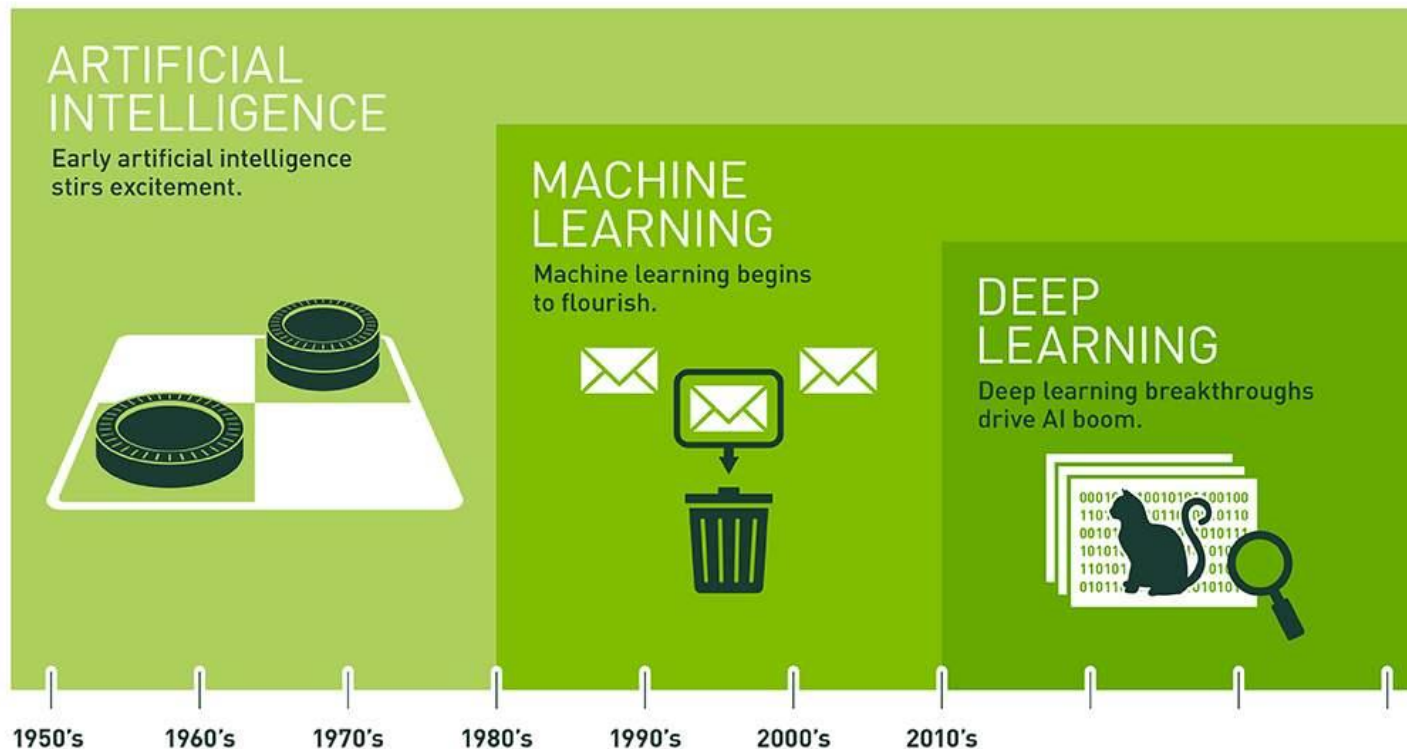 ARTIFICIAL
INTELLIGENCE
Early artificial intelligence
stirs excitement.
MACHINE
LEARNING
Machine learning begins
to flourish.
DEEP
LEARNING
Deep learning breakthroughs
drive AI boom.
1950's 1960's 1970's 1980's 1990's 2000's 2010's